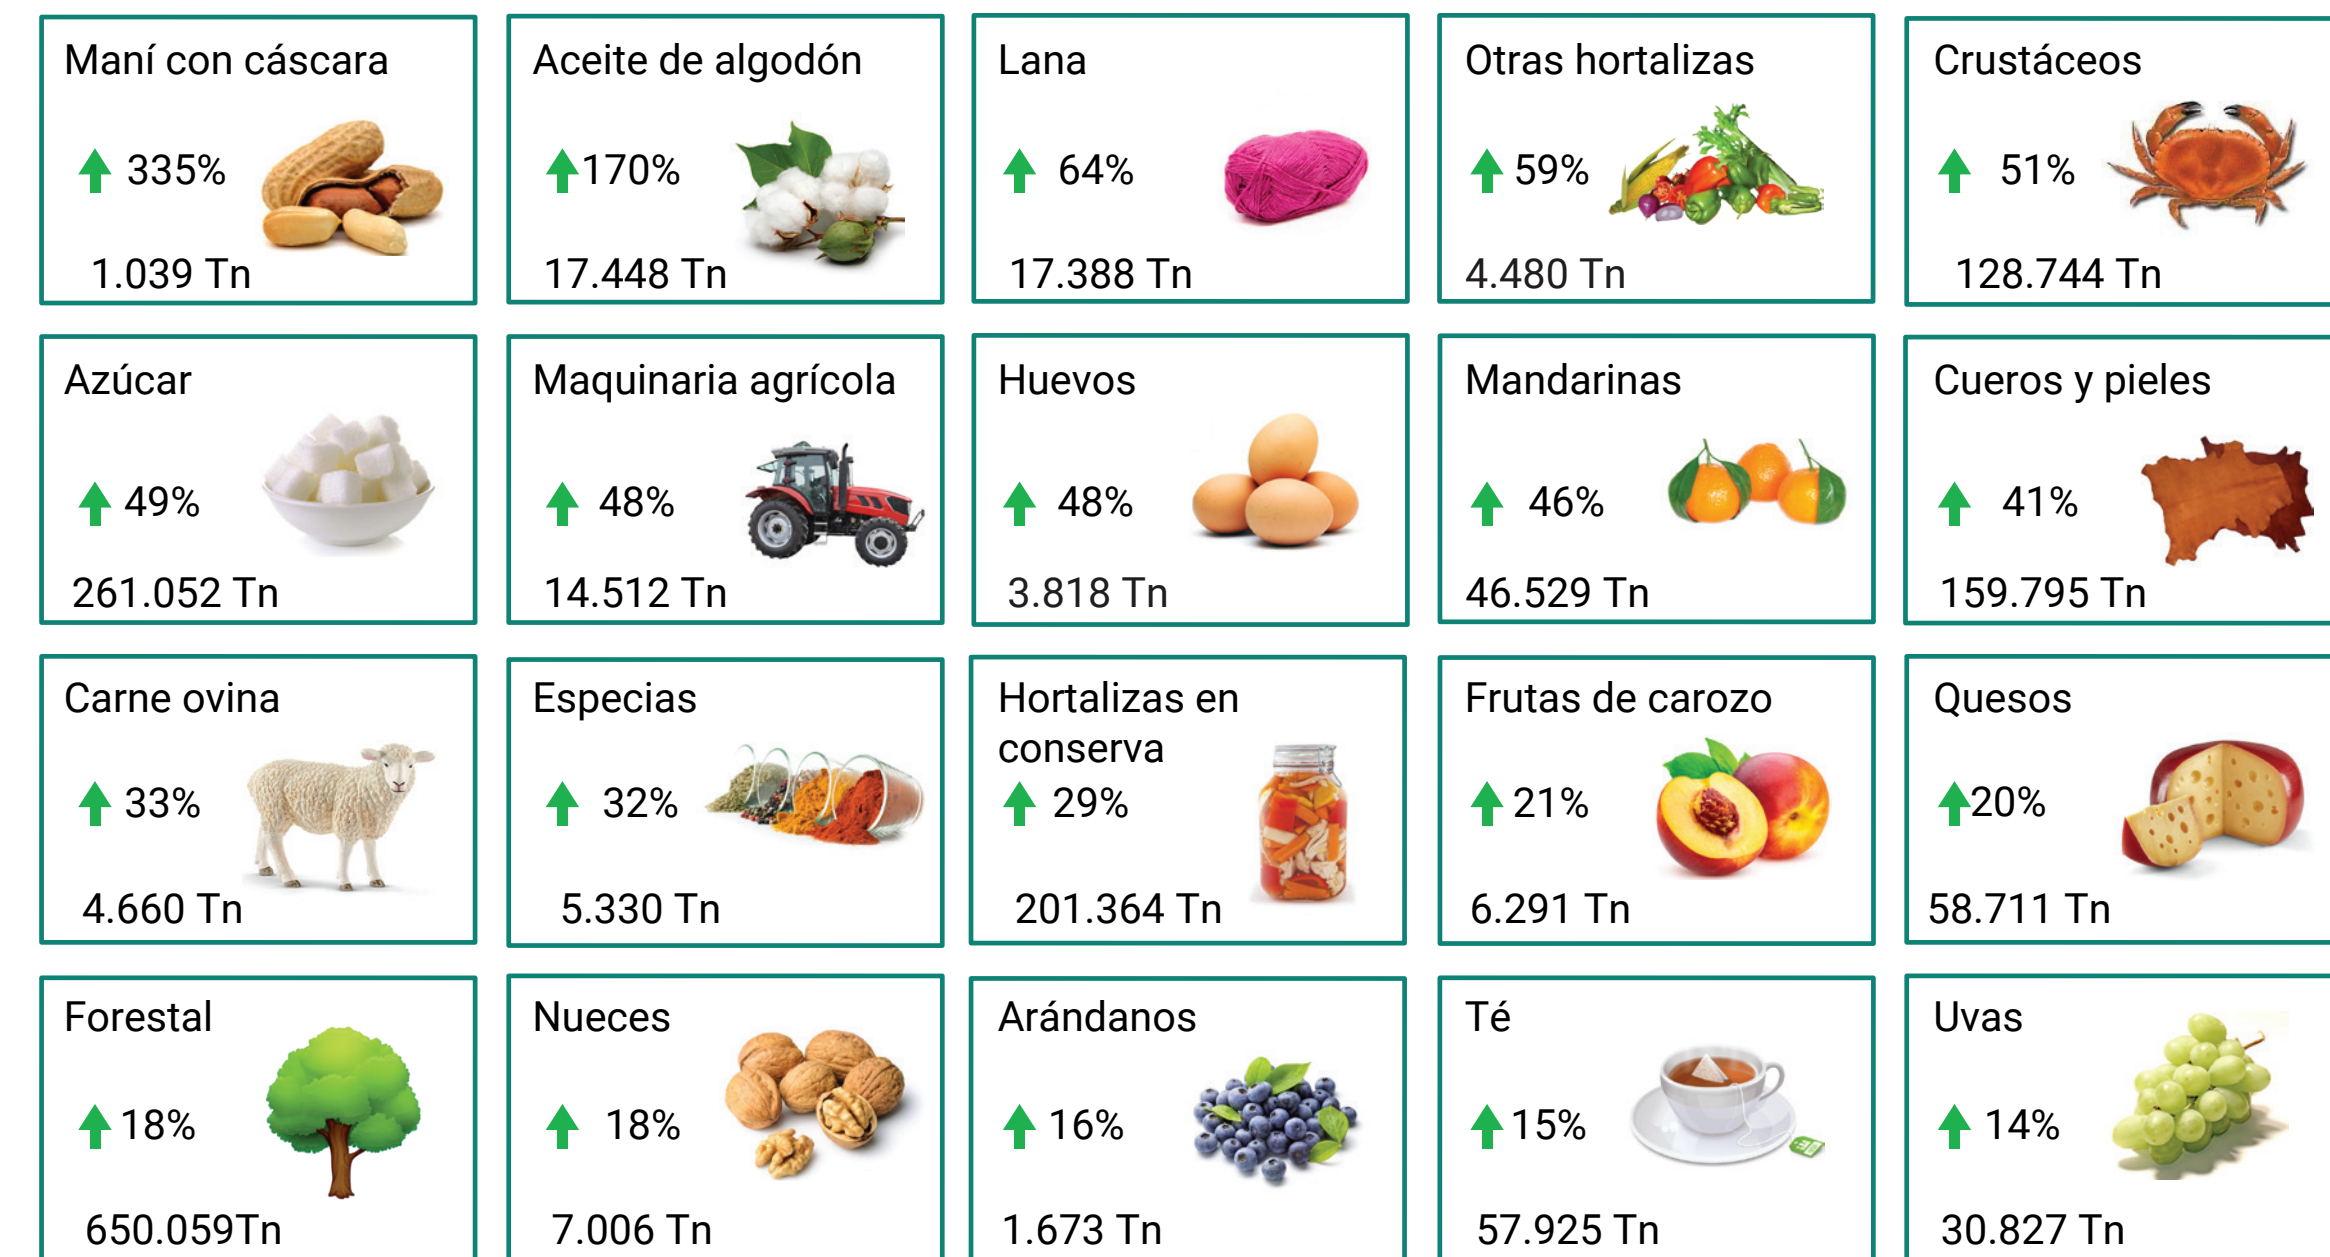 Maní con cáscara
335%
1.039 Tn
Aceite de algodón
170%
17.448 Tn
Lana
64%
17.388 Tn
Otras hortalizas
59%
4.480 Tn
Crustáceos
51%
128.744 Tn
Azúcar
49%
261.052 Tn
Maquinaria agrícola
48%
14.512 Tn
Huevos
48%
3.818 Tn
Mandarinas
46%
46.529 Tn
Cueros y pieles
41%
159.795 Tn
Carne ovina
33%
4.660 Tn
Especias
32%
5.330 Tn
Hortalizas en
conserva
29%
201.364 Tn
Frutas de carozo
21%
6.291 Tn
Quesos
20%
58.711 Tn
Forestal
18%
650.059Tn
Nueces
18%
7.006 Tn
Arándanos
16%
1.673 Tn
Té
15%
57.925 Tn
Uvas
14%
30.827 Tn